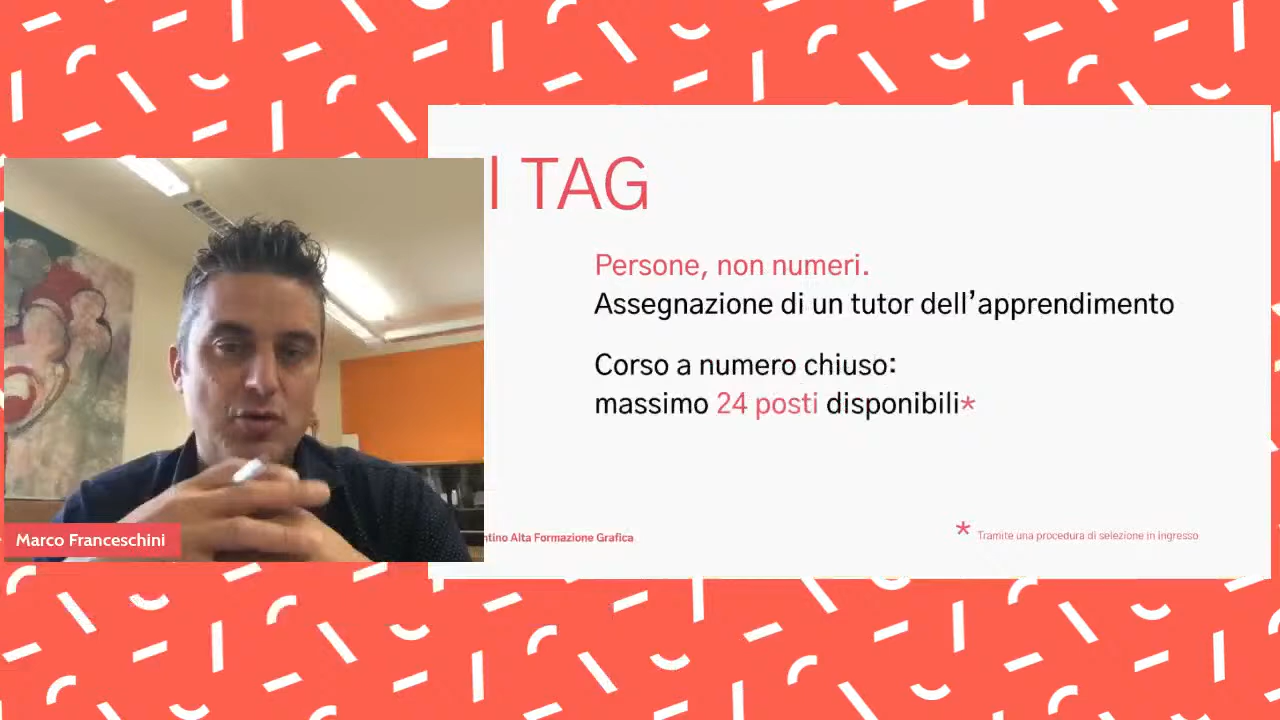 l TAG
Persone, non numeri.
Assegnazione di un tutor dell’apprendimento
Corso a numero chiuso:
massimo 24 posti disponibili*
Marco Franceschini
Alta Formazione Grafica
* Tramite una procedura di selezione in ingresso